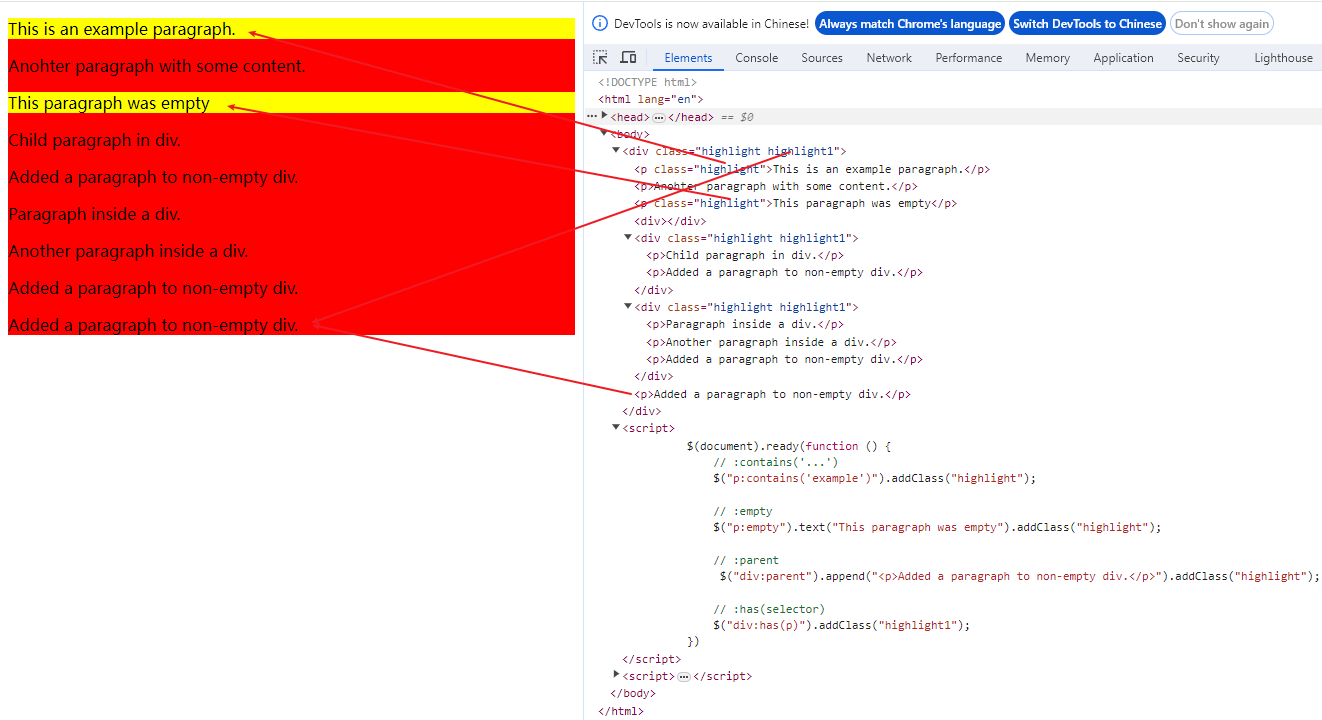 This is an example paragraph.
Anohter paragraph with some content.
This paragraph was empty
Child paragraph in div.
Added a paragraph to non-empty div.
Paragraph inside a div.
Another paragraph inside a div.
Added a paragraph to non-empty div.
Added a paragraph to non-empty div.
DevTools is now available in Chinese! Always match Chrome's language Switch DevTools to Chinese Don't show again
Elements Console Sources Network Performance Memory Application Security Lighthouse
<!DOCTYPE html>
<html lang="en">
<head> ⋯ </head> == $0
<body>
<div class="highlight highlight1">
<p class="highlight">This is an example paragraph.</p>
<p>Anohter paragraph with some content.</p>
<p class="highlight">This paragraph was empty</p>
<div></div>
<div class="highlight highlight1">
<p>Child paragraph in div.</p>
<p>Added a paragraph to non-empty div.</p>
</div>
<div class="highlight highlight1">
<p>Paragraph inside a div.</p>
<p>Another paragraph inside a div.</p>
<p>Added a paragraph to non-empty div.</p>
</div>
<p>Added a paragraph to non-empty div.</p>
</div>
<script>
$(document).ready(function () {
// :contains('...')
$("p:contains('example')").addClass("highlight");
// :empty
$("p:empty").text("This paragraph was empty").addClass("highlight");
// :parent
$("div:parent").append("<p>Added a paragraph to non-empty div.</p>").addClass("highlight");
// :has(selector)
$("div:has(p)").addClass("highlight1");
})
</script>
<script> ⋯ </script>
</body>
</html>